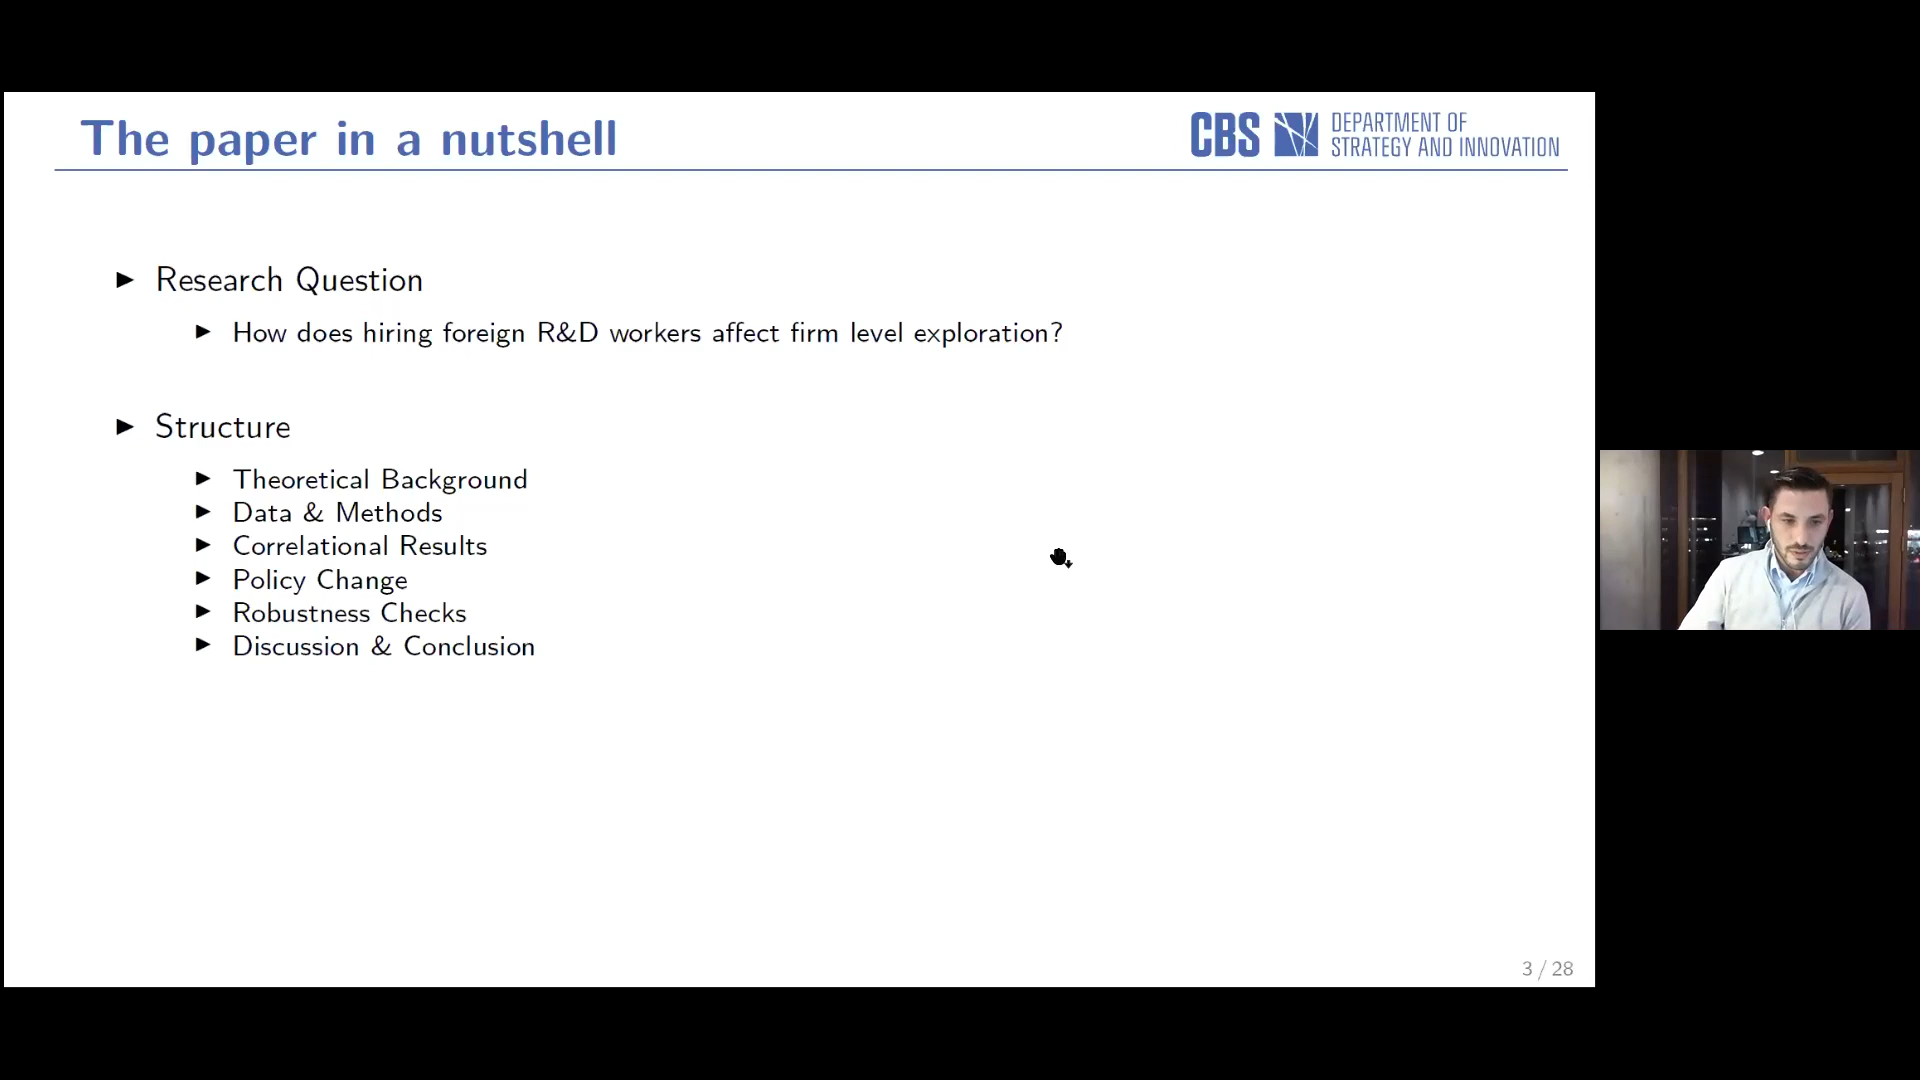 The paper in a nutshell
CBS DEPARTMENT OF
STRATEGY AND INNOVATION
Research Question
How does hiring foreign R&D workers affect firm level exploration?
Structure
Theoretical Background
Data & Methods
Correlational Results
Policy Change
Robustness Checks
Discussion & Conclusion
3 / 28